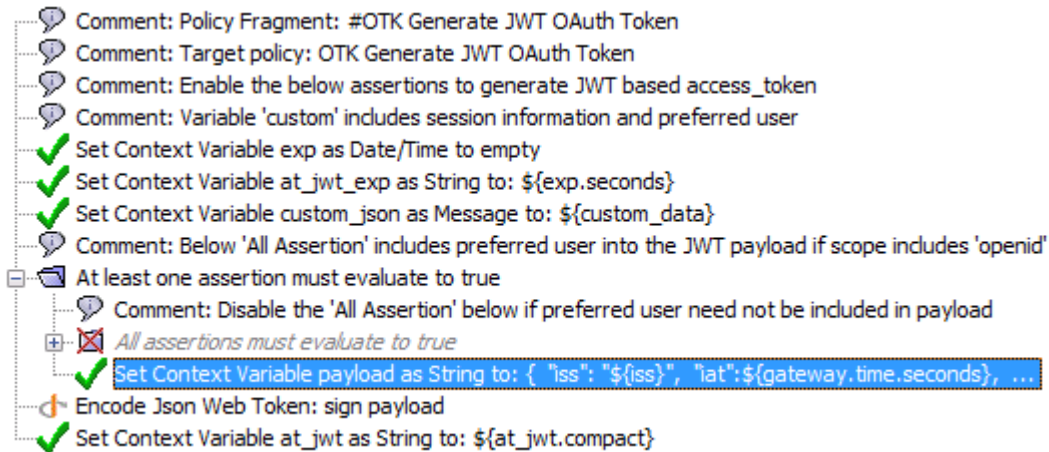 Comment: Policy Fragment: #OTK Generate JWT OAuth Token
Comment: Target policy: OTK Generate JWT OAuth Token
Comment: Enable the below assertions to generate JWT based access_token
Comment: Variable 'custom' includes session information and preferred user
Set Context Variable exp as Date/Time to empty
Set Context Variable at_jwt_exp as String to: ${exp.seconds}
Set Context Variable custom_json as Message to: ${custom_data}
Comment: Below 'All Assertion' includes preferred user into the JWT payload if scope includes 'openid'
At least one assertion must evaluate to true
Comment: Disable the 'All Assertion' below if preferred user need not be included in payload
All assertions must evaluate to true
Set Context Variable payload as String to: { "iss": "${iss}", "iat":${gateway.time.seconds}, ...
Encode Json Web Token: sign payload
Set Context Variable at_jwt as String to: ${at_jwt.compact}